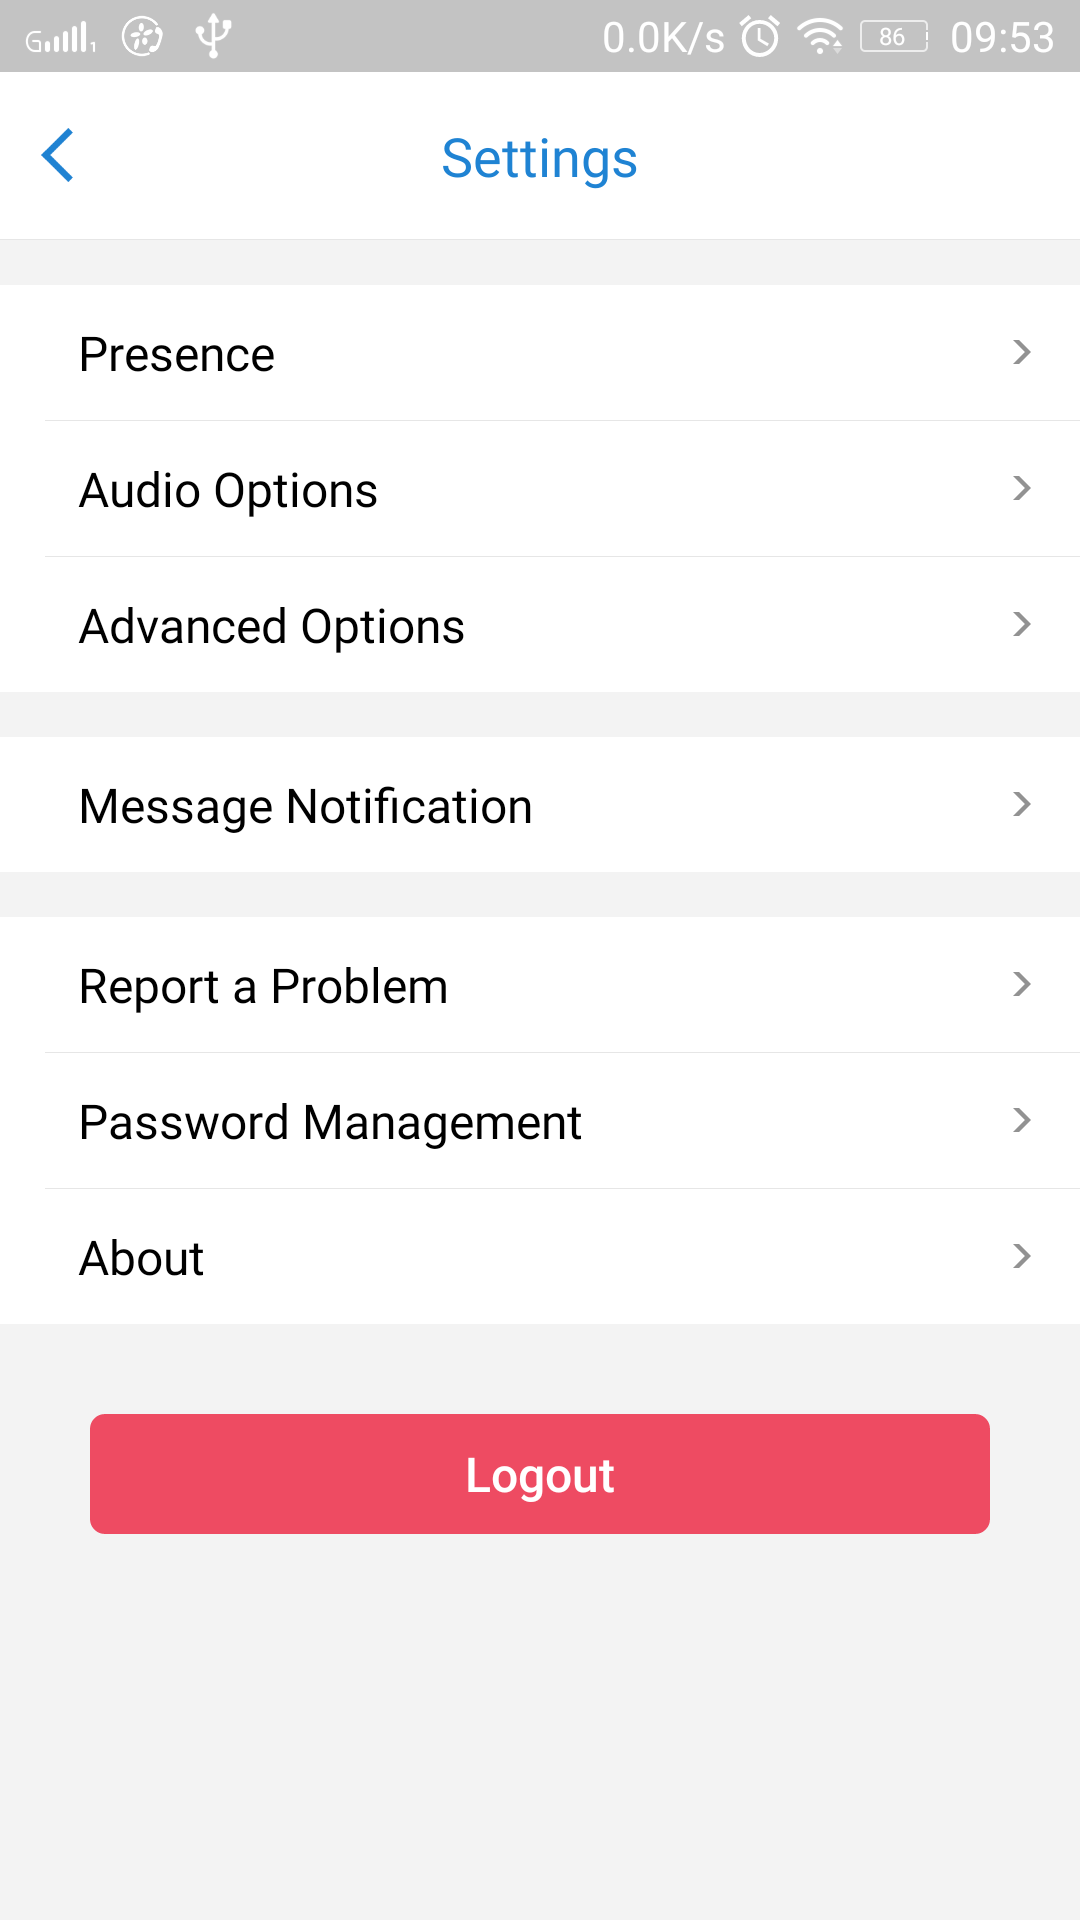 G 1 0.0K/s 86 09:53
Settings
Presence
Audio Options
Advanced Options
Message Notification
Report a Problem
Password Management
About
Logout